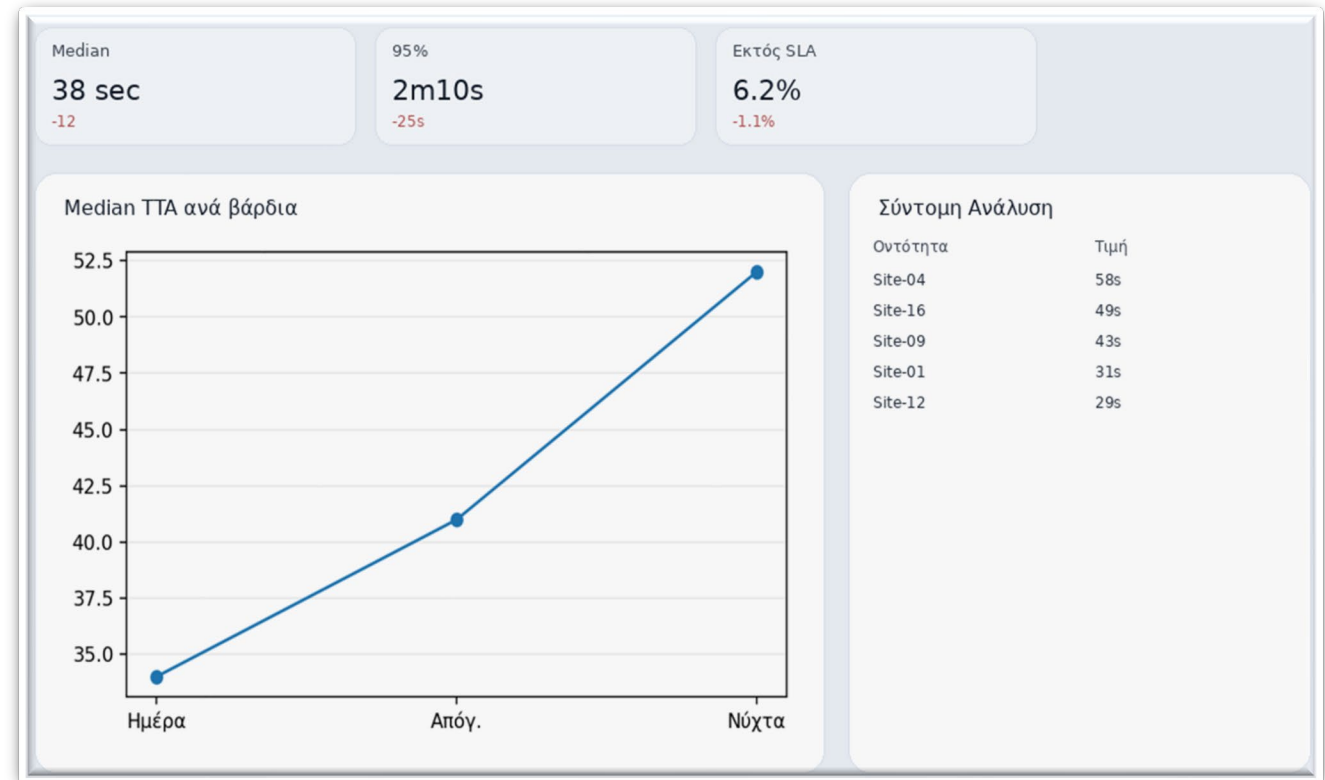 Median
38 sec
-12
95%
2m10s
-25s
Εκτός SLA
6.2%
-1.1%
Median TTA ανά βάρδια
52.5
50.0
47.5
45.0
42.5
40.0
37.5
35.0
Ημέρα Απόγ. Νύχτα
Σύντομη Ανάλυση
Οντότητα Τιμή
Site-04 58s
Site-16 49s
Site-09 43s
Site-01 31s
Site-12 29s